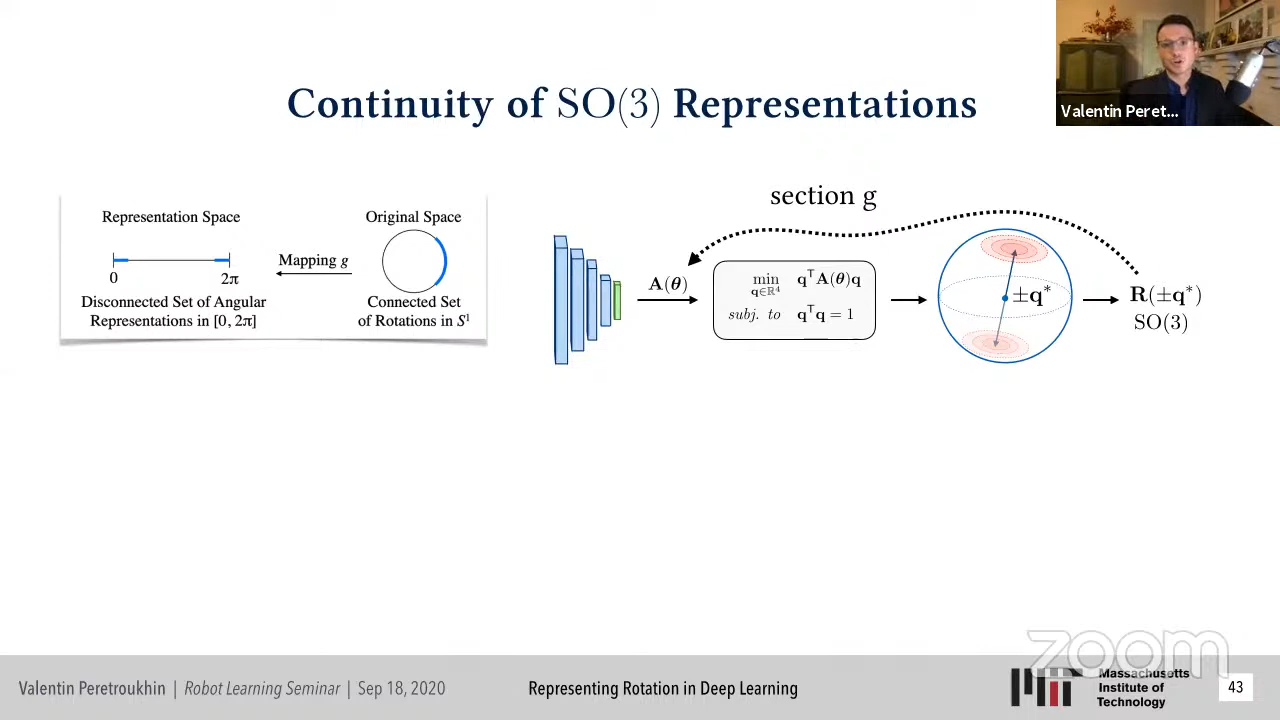 Continuity of SO(3) Representations
Valentin Peret...
Representation Space
Original Space
0
2π
Mapping g
Disconnected Set of Angular
Representations in [0, 2π]
Connected Set
of Rotations in S¹
section g
A(θ)
min q∈ℝ⁴ qᵀA(θ)q
subj. to qᵀq = 1
±q*
R(±q*)
SO(3)
zoom
Valentin Peretroukhin | Robot Learning Seminar | Sep 18, 2020
Representing Rotation in Deep Learning
Massachusetts
Institute of
Technology
43